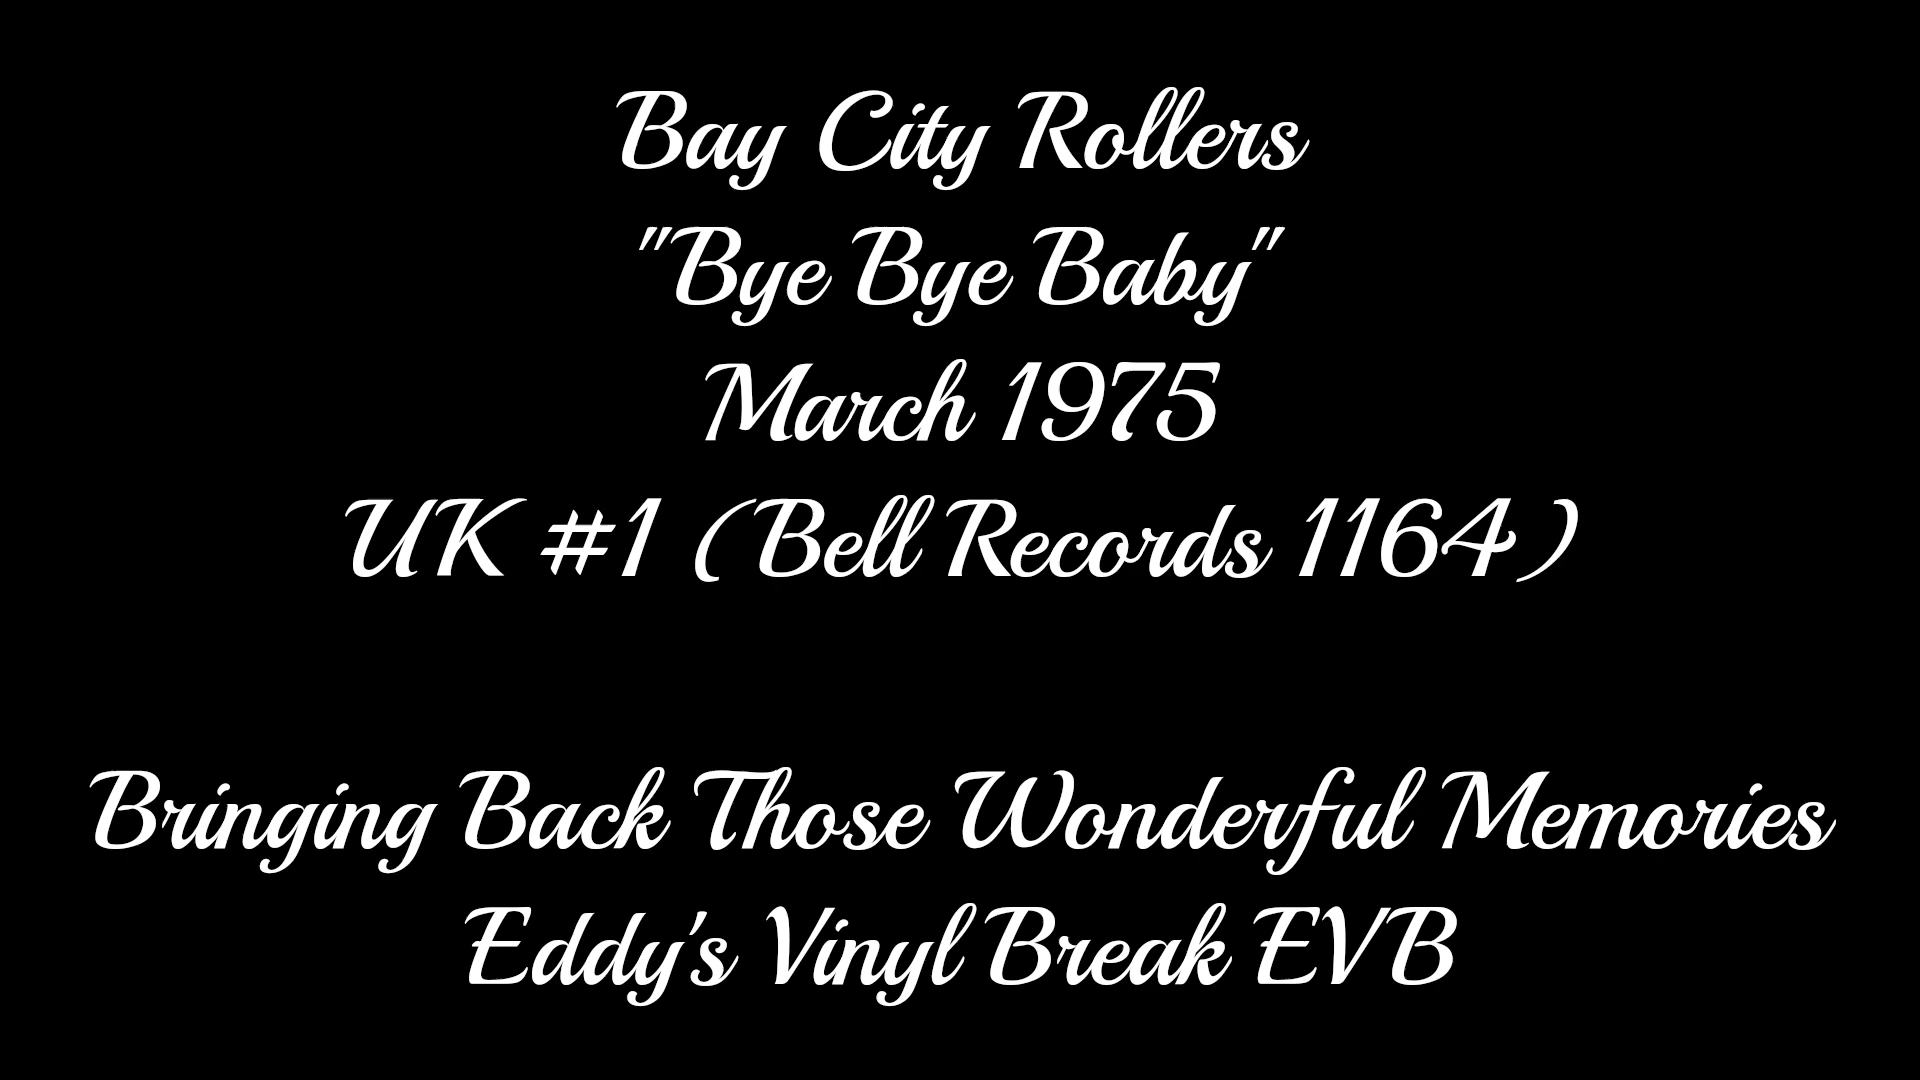 Bay City Rollers
"Bye Bye Baby"
March 1975
UK #1 (Bell Records 1164)
Bringing Back Those Wonderful Memories
Eddy's Vinyl Break EVB